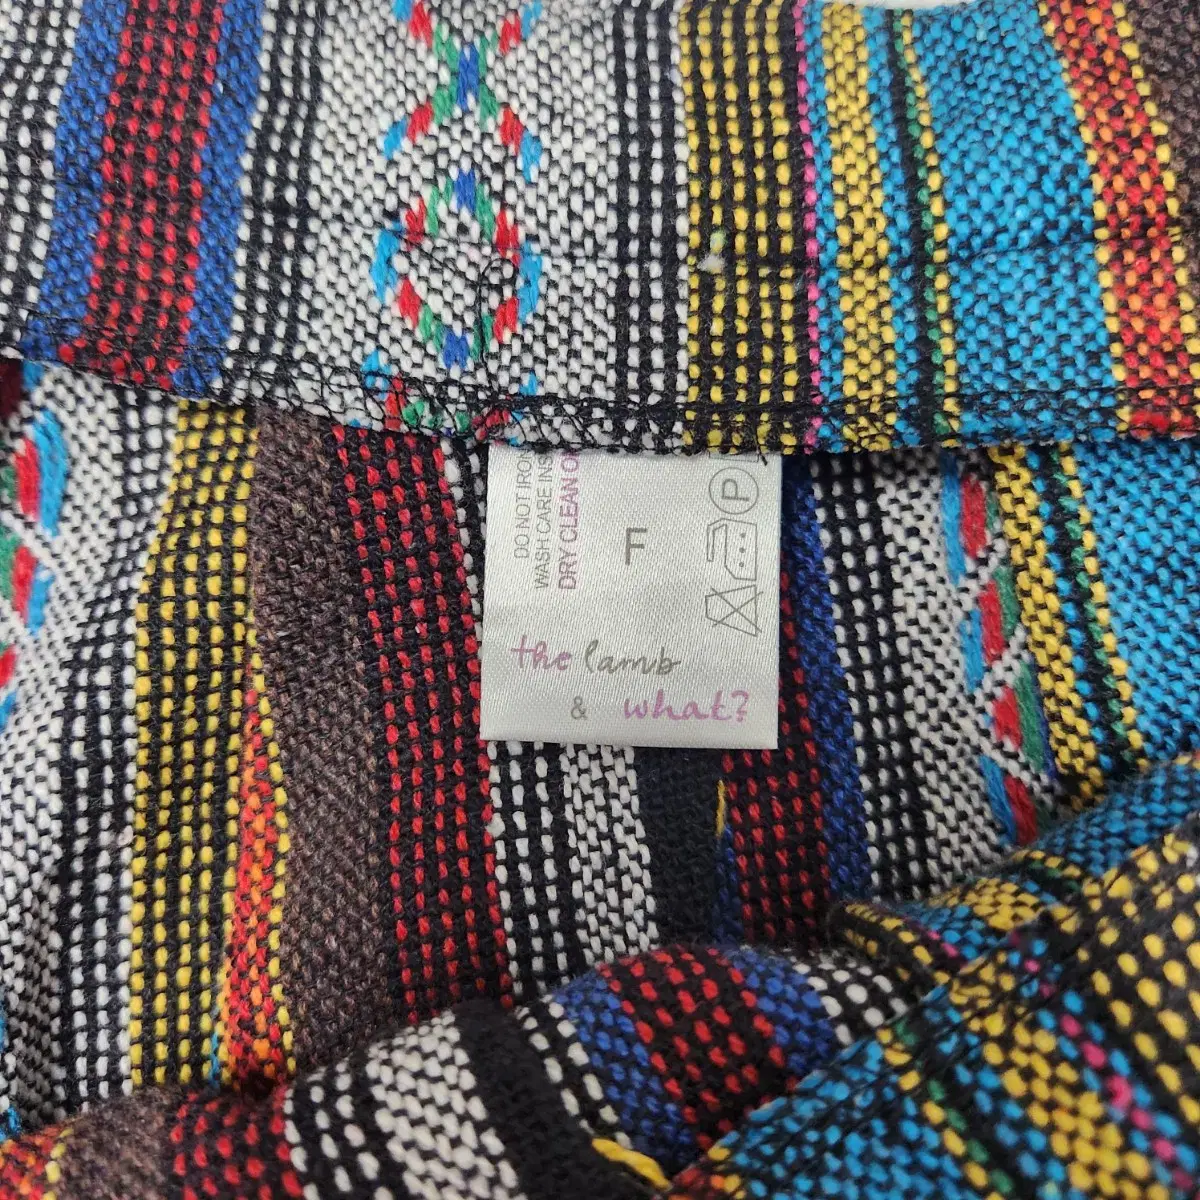 DO NOT IRON
WASH CARE INS
DRY CLEAN O
F
P
the lamb
& what?